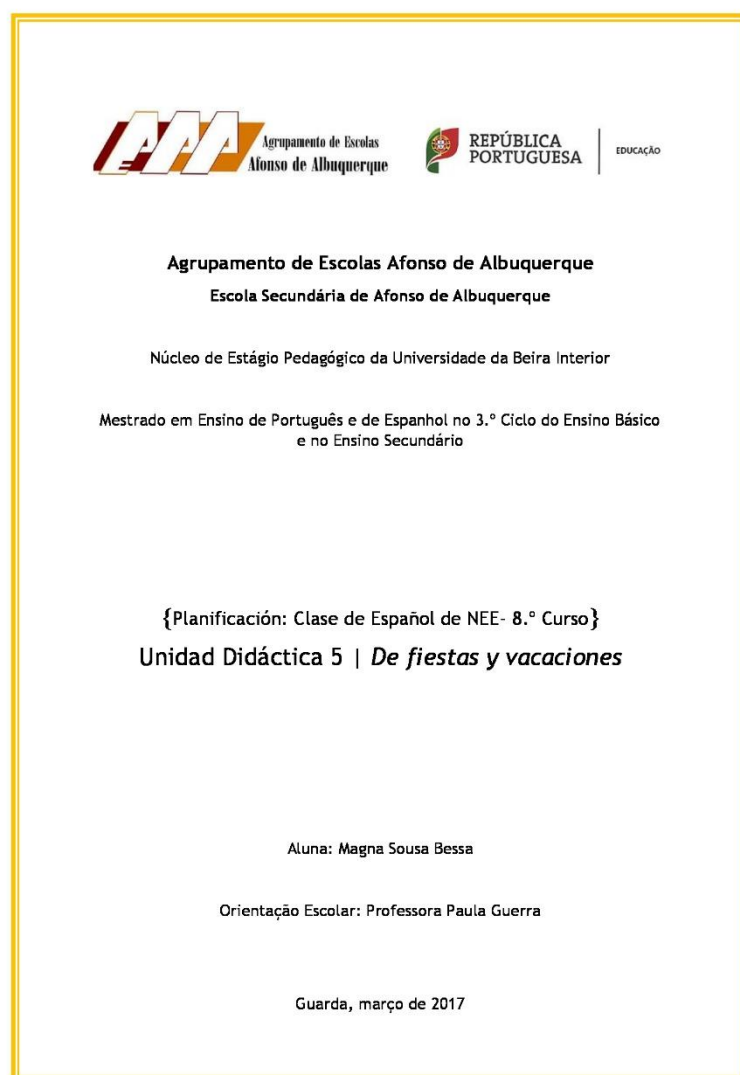 AEAA
Agrupamento de Escolas
Afonso de Albuquerque
REPÚBLICA
PORTUGUESA
EDUCAÇÃO
Agrupamento de Escolas Afonso de Albuquerque
Escola Secundária de Afonso de Albuquerque
Núcleo de Estágio Pedagógico da Universidade da Beira Interior
Mestrado em Ensino de Português e de Espanhol no 3.º Ciclo do Ensino Básico
e no Ensino Secundário
{Planificación: Clase de Español de NEE- 8.º Curso}
Unidad Didáctica 5 | De fiestas y vacaciones
Aluna: Magna Sousa Bessa
Orientação Escolar: Professora Paula Guerra
Guarda, março de 2017